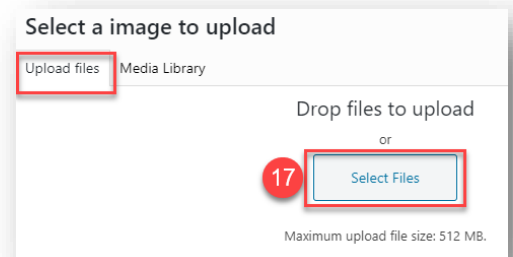 Select a image to upload
Upload files Media Library
Drop files to upload
or
17 Select Files
Maximum upload file size: 512 MB.